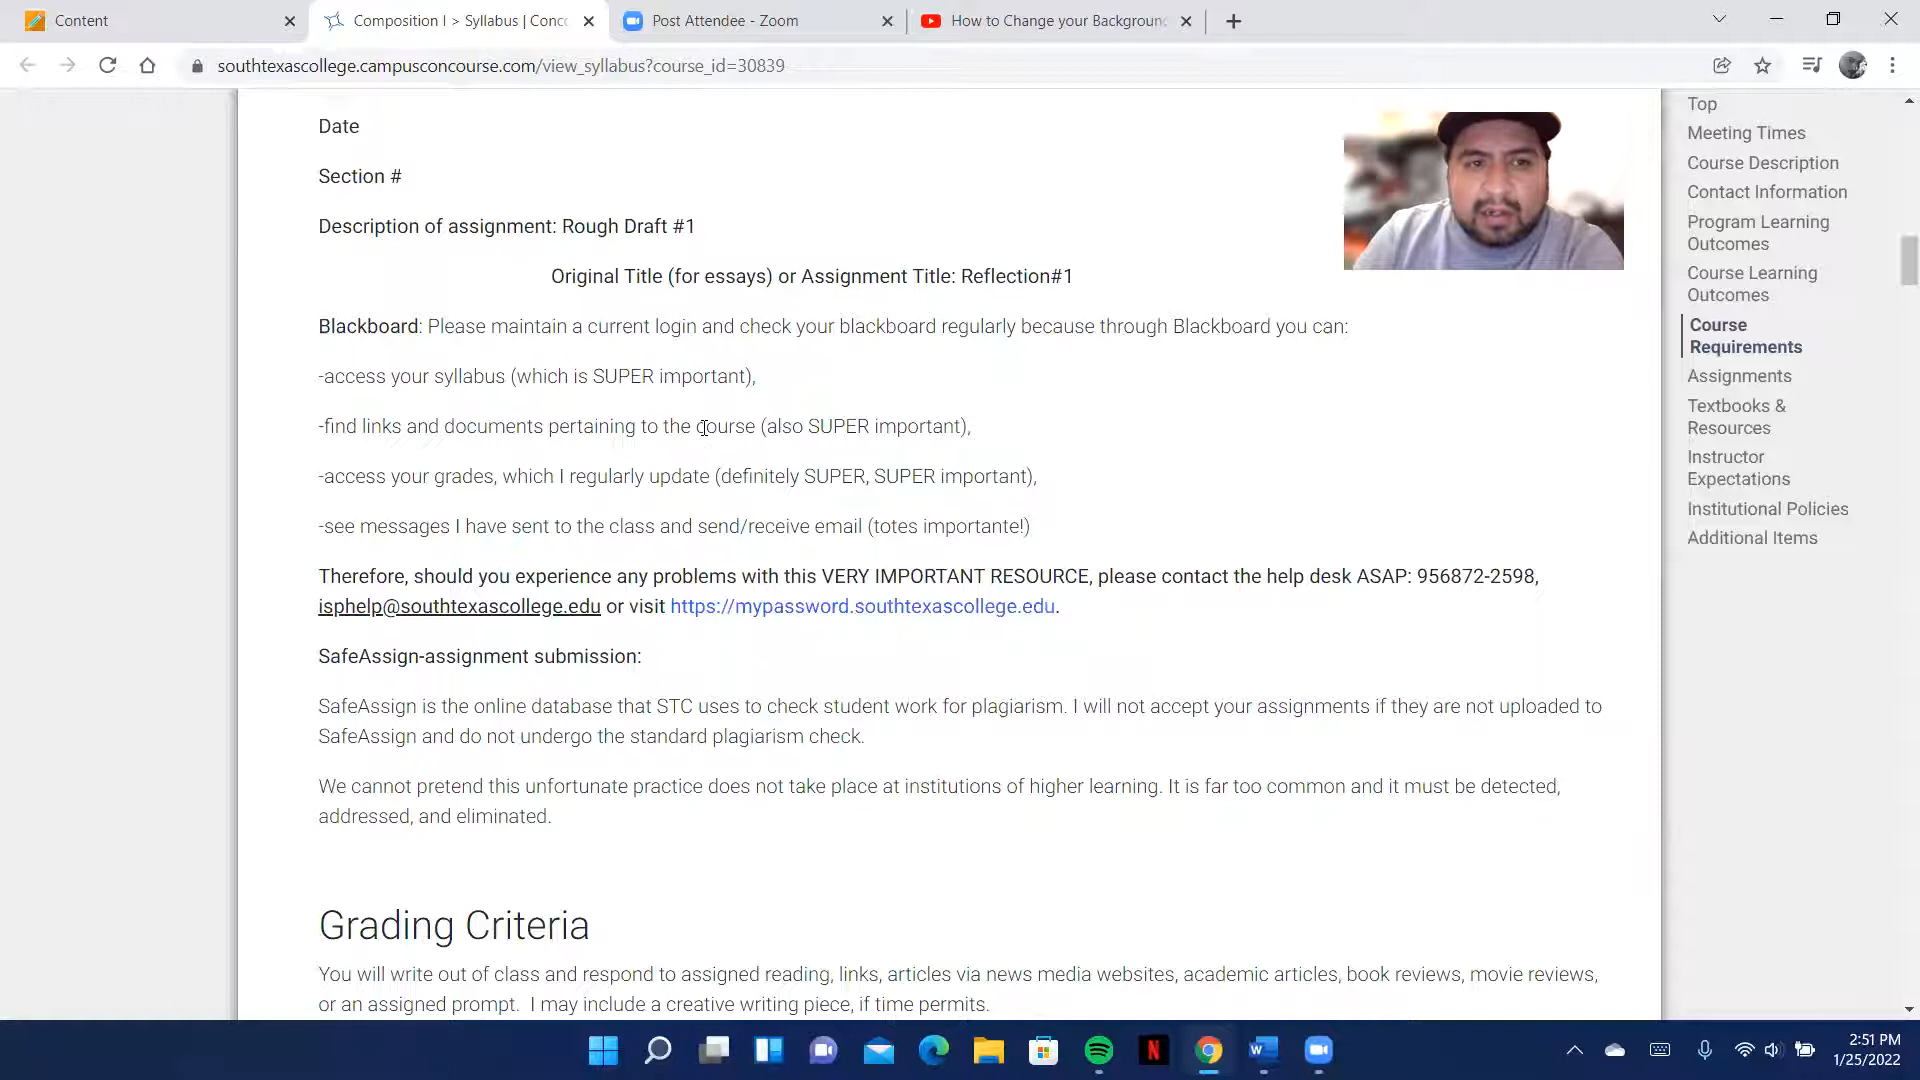 Content
Composition I > Syllabus | Conc
Post Attendee - Zoom
How to Change your Background
southtexascollege.campusconcourse.com/view_syllabus?course_id=30839
Date
Section #
Description of assignment: Rough Draft #1
Original Title (for essays) or Assignment Title: Reflection#1
Blackboard: Please maintain a current login and check your blackboard regularly because through Blackboard you can:
-access your syllabus (which is SUPER important),
-find links and documents pertaining to the course (also SUPER important),
-access your grades, which I regularly update (definitely SUPER, SUPER important),
-see messages I have sent to the class and send/receive email (totes importante!)
Therefore, should you experience any problems with this VERY IMPORTANT RESOURCE, please contact the help desk ASAP: 956872-2598,
isphelp@southtexascollege.edu or visit https://mypassword.southtexascollege.edu.
SafeAssign-assignment submission:
SafeAssign is the online database that STC uses to check student work for plagiarism. I will not accept your assignments if they are not uploaded to
SafeAssign and do not undergo the standard plagiarism check.
We cannot pretend this unfortunate practice does not take place at institutions of higher learning. It is far too common and it must be detected,
addressed, and eliminated.
Grading Criteria
You will write out of class and respond to assigned reading, links, articles via news media websites, academic articles, book reviews, movie reviews,
or an assigned prompt. I may include a creative writing piece, if time permits.
Top
Meeting Times
Course Description
Contact Information
Program Learning
Outcomes
Course Learning
Outcomes
Course
Requirements
Assignments
Textbooks &
Resources
Instructor
Expectations
Institutional Policies
Additional Items
2:51 PM
1/25/2022